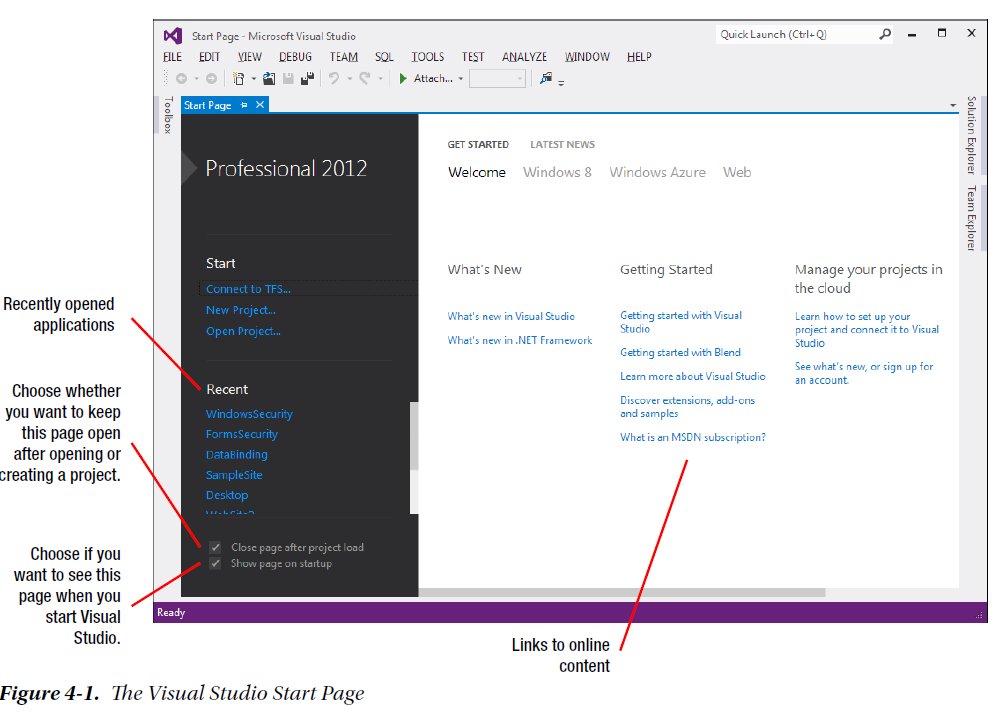 Start Page - Microsoft Visual Studio
Quick Launch (Ctrl+Q)
FILE EDIT VIEW DEBUG TEAM SQL TOOLS TEST ANALYZE WINDOW HELP
Attach...
Toolbox
Start Page
Solution Explorer
Team Explorer
Professional 2012
Start
Connect to TFS...
New Project...
Open Project...
Recent
WindowsSecurity
FormsSecurity
DataBinding
SampleSite
Desktop
WebSite2
Close page after project load
Show page on startup
GET STARTED LATEST NEWS
Welcome Windows 8 Windows Azure Web
What's New
What's new in Visual Studio
What's new in .NET Framework
Getting Started
Getting started with Visual
Studio
Getting started with Blend
Learn more about Visual Studio
Discover extensions, add-ons
and samples
What is an MSDN subscription?
Manage your projects in
the cloud
Learn how to set up your
project and connect it to Visual
Studio
See what's new, or sign up for
an account.
Ready
Recently opened
applications
Choose whether
you want to keep
this page open
after opening or
creating a project.
Choose if you
want to see this
page when you
start Visual
Studio.
Links to online
content
Figure 4-1. The Visual Studio Start Page